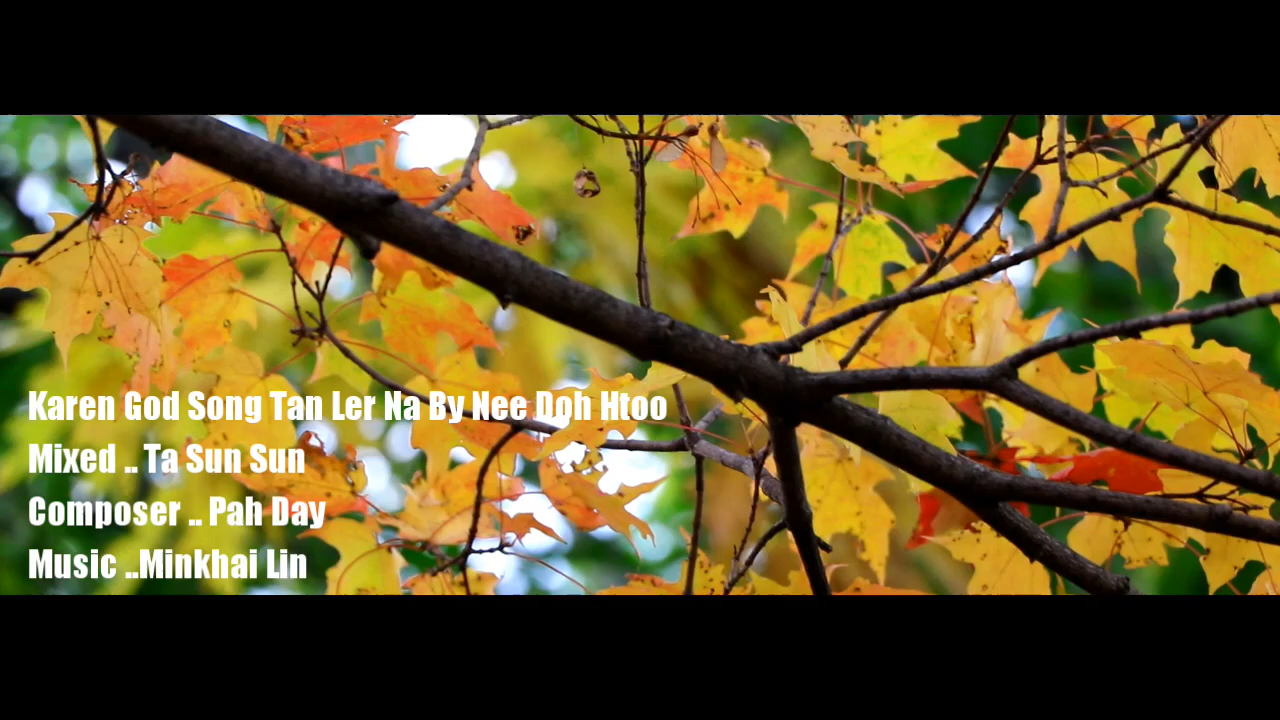 Karen God Song Tan Ler Na By Nee Doh Htoo
Mixed .. Ta Sun Sun
Composer .. Pah Day
Music ..Minkhai Lin